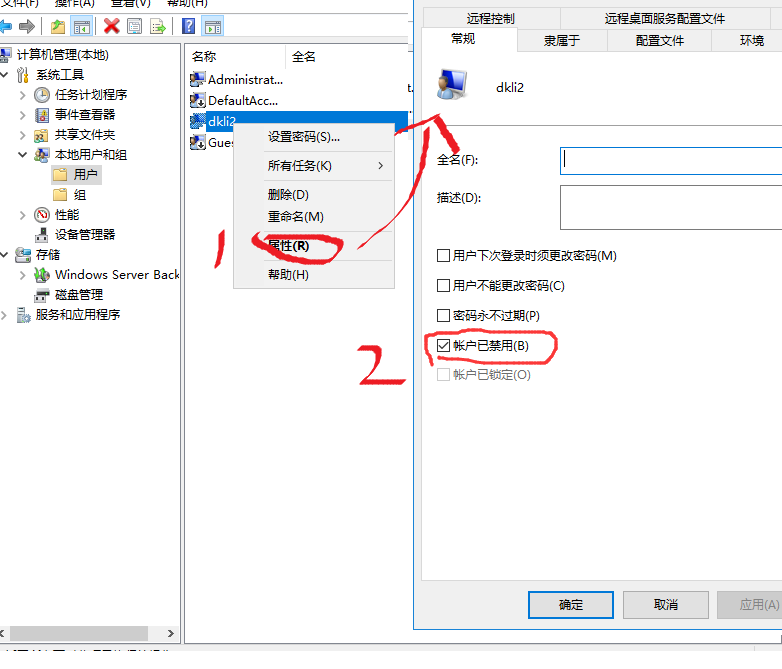 文件(F) 操作(A) 查看(V) 帮助(H)
计算机管理(本地)
系统工具
任务计划程序
事件查看器
共享文件夹
本地用户和组
用户
组
性能
设备管理器
存储
Windows Server Back
磁盘管理
服务和应用程序
名称 全名
Administrat...
DefaultAcc...
dkli2
Gues
设置密码(S)...
所有任务(K)
删除(D)
重命名(M)
属性(R)
帮助(H)
1
2
远程控制 远程桌面服务配置文件
常规 隶属于 配置文件 环境
dkli2
全名(F):
描述(D):
用户下次登录时须更改密码(M)
用户不能更改密码(C)
密码永不过期(P)
帐户已禁用(B)
帐户已锁定(O)
确定 取消 应用(A)